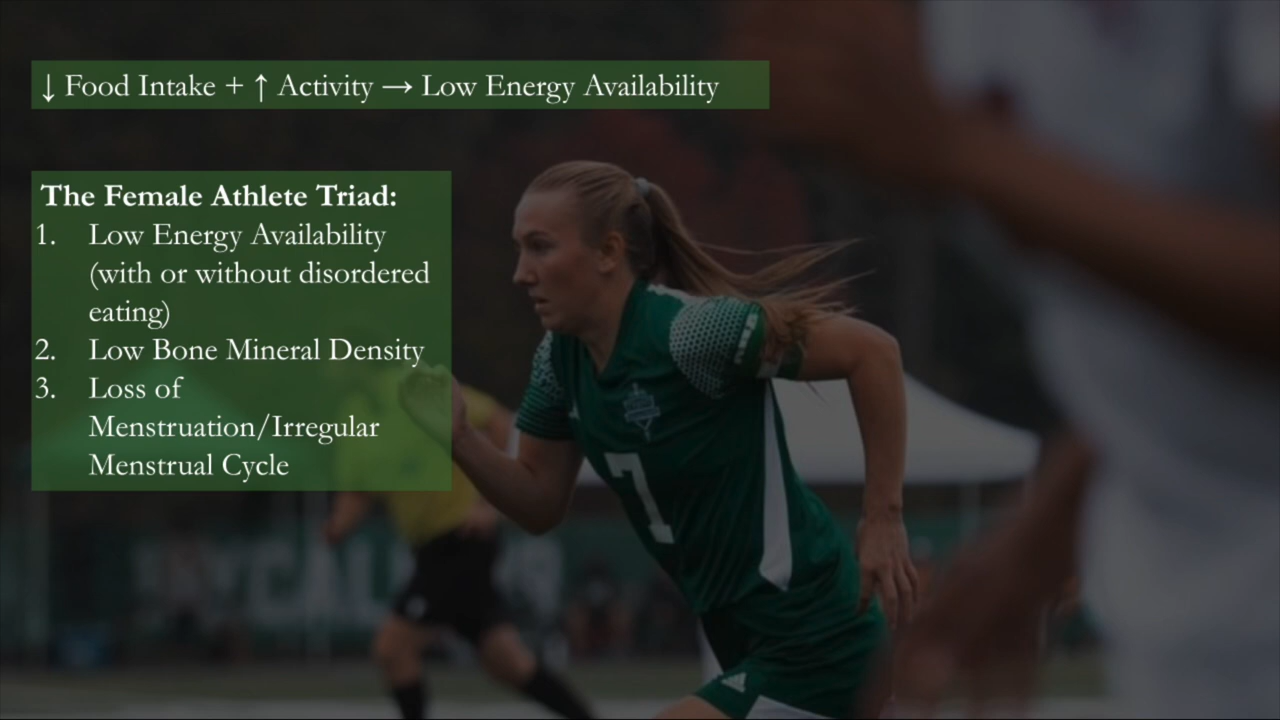 ↓ Food Intake + ↑ Activity → Low Energy Availability
The Female Athlete Triad:
1. Low Energy Availability
(with or without disordered
eating)
2. Low Bone Mineral Density
3. Loss of
Menstruation/Irregular
Menstrual Cycle
7